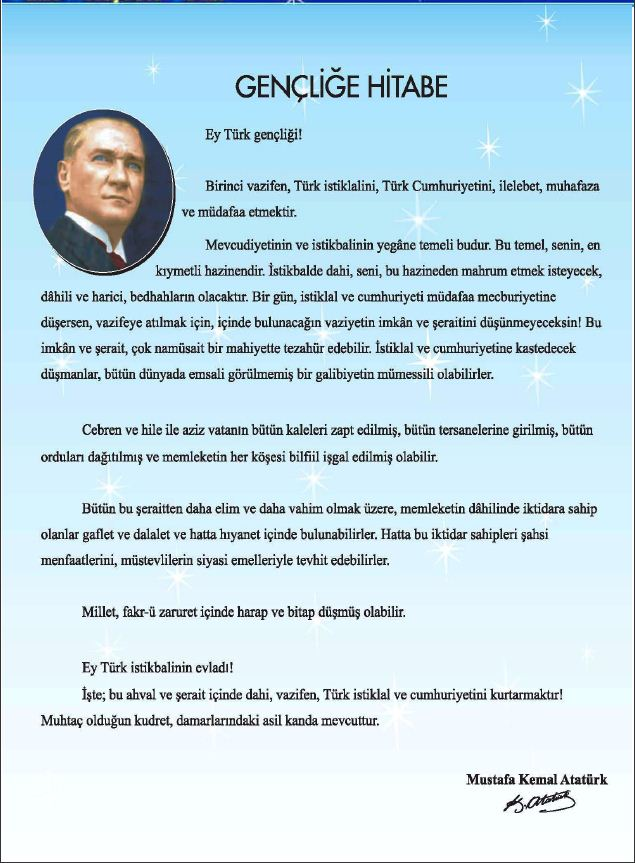 GENÇLİĞE HİTABE
Ey Türk gençliği!
Birinci vazifen, Türk istiklalini, Türk Cumhuriyetini, ilelebet, muhafaza
ve müdafaa etmektir.
Mevcudiyetinin ve istikbalinin yegâne temeli budur. Bu temel, senin, en
kıymetli hazinendir. İstikbalde dahi, seni, bu hazineden mahrum etmek isteyecek,
dâhili ve harici, bedhahların olacaktır. Bir gün, istiklal ve cumhuriyeti müdafaa mecburiyetine
düşersen, vazifeye atılmak için, içinde bulunacağın vaziyetin imkân ve şeraitini düşünmeyeceksin! Bu
imkân ve şerait, çok namüsait bir mahiyette tezahür edebilir. İstiklal ve cumhuriyetine kastedecek
düşmanlar, bütün dünyada emsali görülmemiş bir galibiyetin mümessili olabilirler.
Cebren ve hile ile aziz vatanın bütün kaleleri zapt edilmiş, bütün tersanelerine girilmiş, bütün
orduları dağıtılmış ve memleketin her köşesi bilfiil işgal edilmiş olabilir.
Bütün bu şeraitten daha elim ve daha vahim olmak üzere, memleketin dâhilinde iktidara sahip
olanlar gaflet ve dalalet ve hatta hıyanet içinde bulunabilirler. Hatta bu iktidar sahipleri şahsi
menfaatlerini, müstevlilerin siyasi emelleriyle tevhit edebilirler.
Millet, fakr-ü zaruret içinde harap ve bitap düşmüş olabilir.
Ey Türk istikbalinin evladı!
İşte; bu ahval ve şerait içinde dahi, vazifen, Türk istiklal ve cumhuriyetini kurtarmaktır!
Muhtaç olduğun kudret, damarlarındaki asil kanda mevcuttur.
Mustafa Kemal Atatürk
K. Atatürk